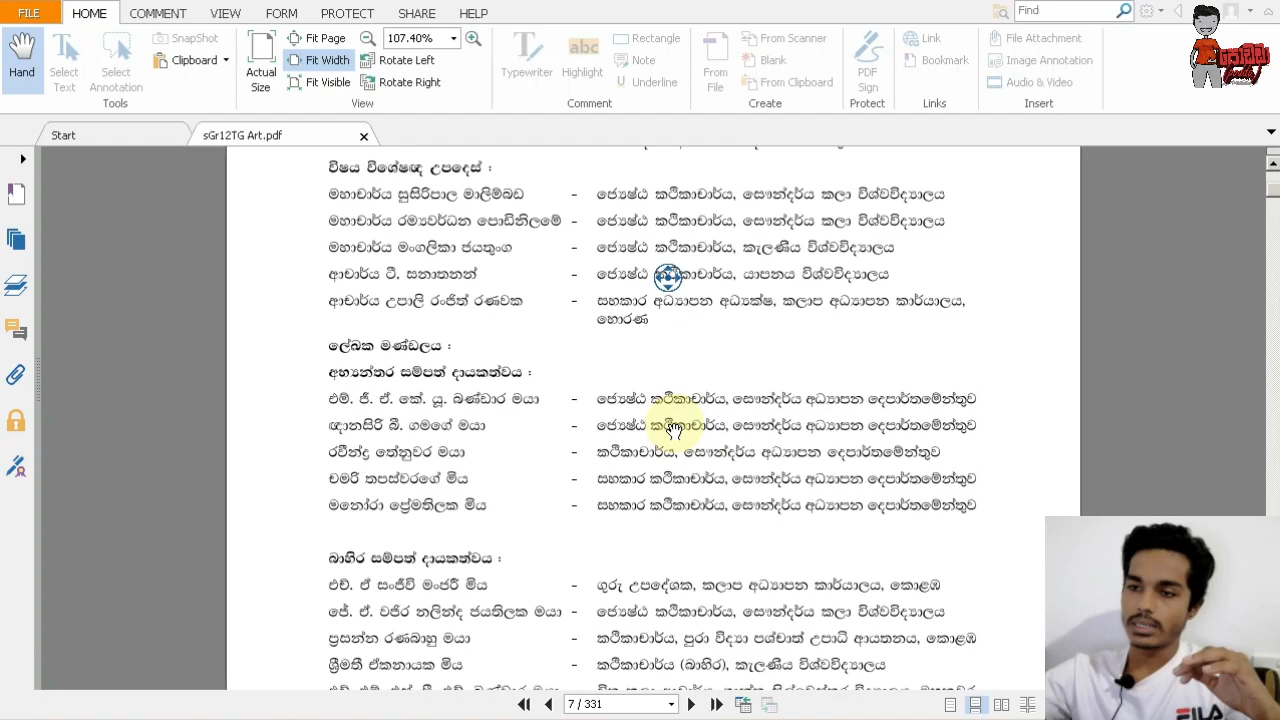 FILE HOME COMMENT VIEW FORM PROTECT SHARE HELP Find
Hand
Select Text
Select Annotation
SnapShot
Clipboard
Tools
Actual Size
Fit Page
Fit Width
Fit Visible
107.40%
Rotate Left
Rotate Right
View
Typewriter
Highlight
Rectangle
Note
Underline
Comment
From File
From Scanner
Blank
From Clipboard
Create
PDF Sign
Protect
Link
Bookmark
Links
File Attachment
Image Annotation
Audio & Video
Insert
Start
sGr12TG Art.pdf
විෂය විශේෂඥ උපදෙස් :
මහාචාර්ය සුසිරිපාල මාලිම්බඩ - ජ්‍යෙෂ්ඨ කථිකාචාර්ය, සෞන්දර්ය කලා විශ්වවිද්‍යාලය
මහාචාර්ය රම්‍යවර්ධන පොඩිනිලමේ - ජ්‍යෙෂ්ඨ කථිකාචාර්ය, සෞන්දර්ය කලා විශ්වවිද්‍යාලය
මහාචාර්ය මංගලිකා ජයතුංග - ජ්‍යෙෂ්ඨ කථිකාචාර්ය, කැලණිය විශ්වවිද්‍යාලය
ආචාර්ය ටී. සනාතනන් - ජ්‍යෙෂ්ඨ කථිකාචාර්ය, යාපනය විශ්වවිද්‍යාලය
ආචාර්ය උපාලි රංජිත් රණවක - සහකාර අධ්‍යාපන අධ්‍යක්ෂ, කලාප අධ්‍යාපන කාර්යාලය,
හොරණ
ලේඛක මණ්ඩලය :
අභ්‍යන්තර සම්පත් දායකත්වය :
එම්. ජී. ඒ. කේ. යූ. බණ්ඩාර මයා - ජ්‍යෙෂ්ඨ කථිකාචාර්ය, සෞන්දර්ය අධ්‍යාපන දෙපාර්තමේන්තුව
ඥානසිරි බී. ගමගේ මයා - ජ්‍යෙෂ්ඨ කථිකාචාර්ය, සෞන්දර්ය අධ්‍යාපන දෙපාර්තමේන්තුව
රවීන්ද්‍ර තේනුවර මයා - කථිකාචාර්ය, සෞන්දර්ය අධ්‍යාපන දෙපාර්තමේන්තුව
චමරි තපස්වරගේ මිය - සහකාර කථිකාචාර්ය, සෞන්දර්ය අධ්‍යාපන දෙපාර්තමේන්තුව
මනෝරා ප්‍රේමතිලක මිය - සහකාර කථිකාචාර්ය, සෞන්දර්ය අධ්‍යාපන දෙපාර්තමේන්තුව
බාහිර සම්පත් දායකත්වය :
එච්. ඒ සංජීවි මංජරී මිය - ගුරු උපදේශක, කලාප අධ්‍යාපන කාර්යාලය, කොළඹ
ජේ. ඒ. වජිර නලින්ද ජයතිලක මයා - ජ්‍යෙෂ්ඨ කථිකාචාර්ය, සෞන්දර්ය කලා විශ්වවිද්‍යාලය
ප්‍රසන්න රණබාහු මයා - කථිකාචාර්ය, පුරා විද්‍යා පශ්චාත් උපාධි ආයතනය, කොළඹ
ශ්‍රීමතී ඒකනායක මිය - කථිකාචාර්ය (බාහිර), කැලණිය විශ්වවිද්‍යාලය
7 / 331
FILA